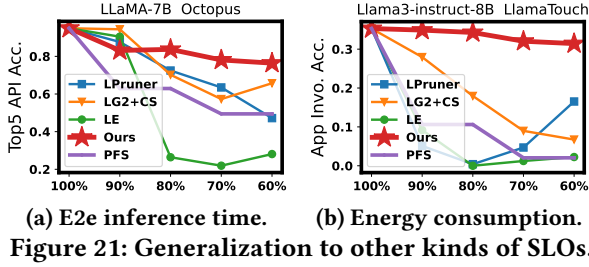 LLaMA-7B Octopus
Llama3-instruct-8B LlamaTouch
Top5 API Acc.
0.8
0.6
0.4
0.2
LPruner
LG2+CS
LE
Ours
PFS
100% 90% 80% 70% 60%
App Invo. Acc.
0.3
0.2
0.1
0.0
LPruner
LG2+CS
LE
Ours
PFS
100% 90% 80% 70% 60%
(a) E2e inference time.
(b) Energy consumption.
Figure 21: Generalization to other kinds of SLOs.